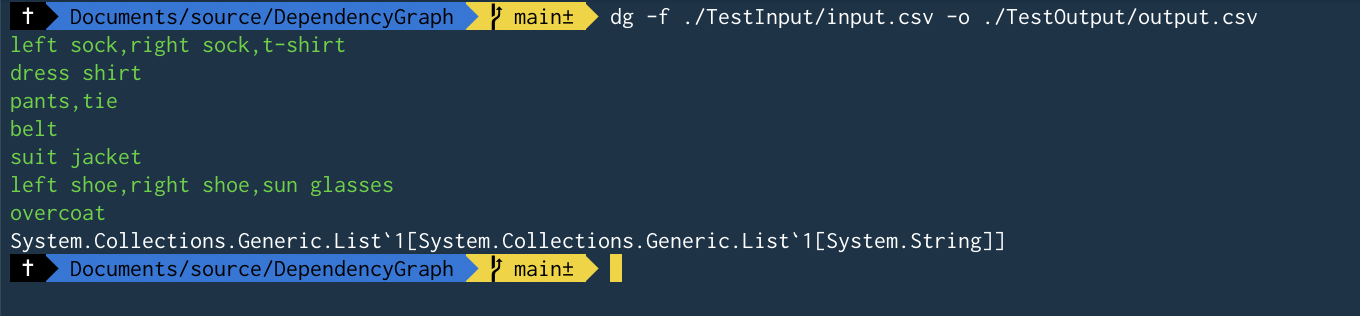 ✝ Documents/source/DependencyGraph main± dg -f ./TestInput/input.csv -o ./TestOutput/output.csv
left sock,right sock,t-shirt
dress shirt
pants,tie
belt
suit jacket
left shoe,right shoe,sun glasses
overcoat
System.Collections.Generic.List`1[System.Collections.Generic.List`1[System.String]]
✝ Documents/source/DependencyGraph main±